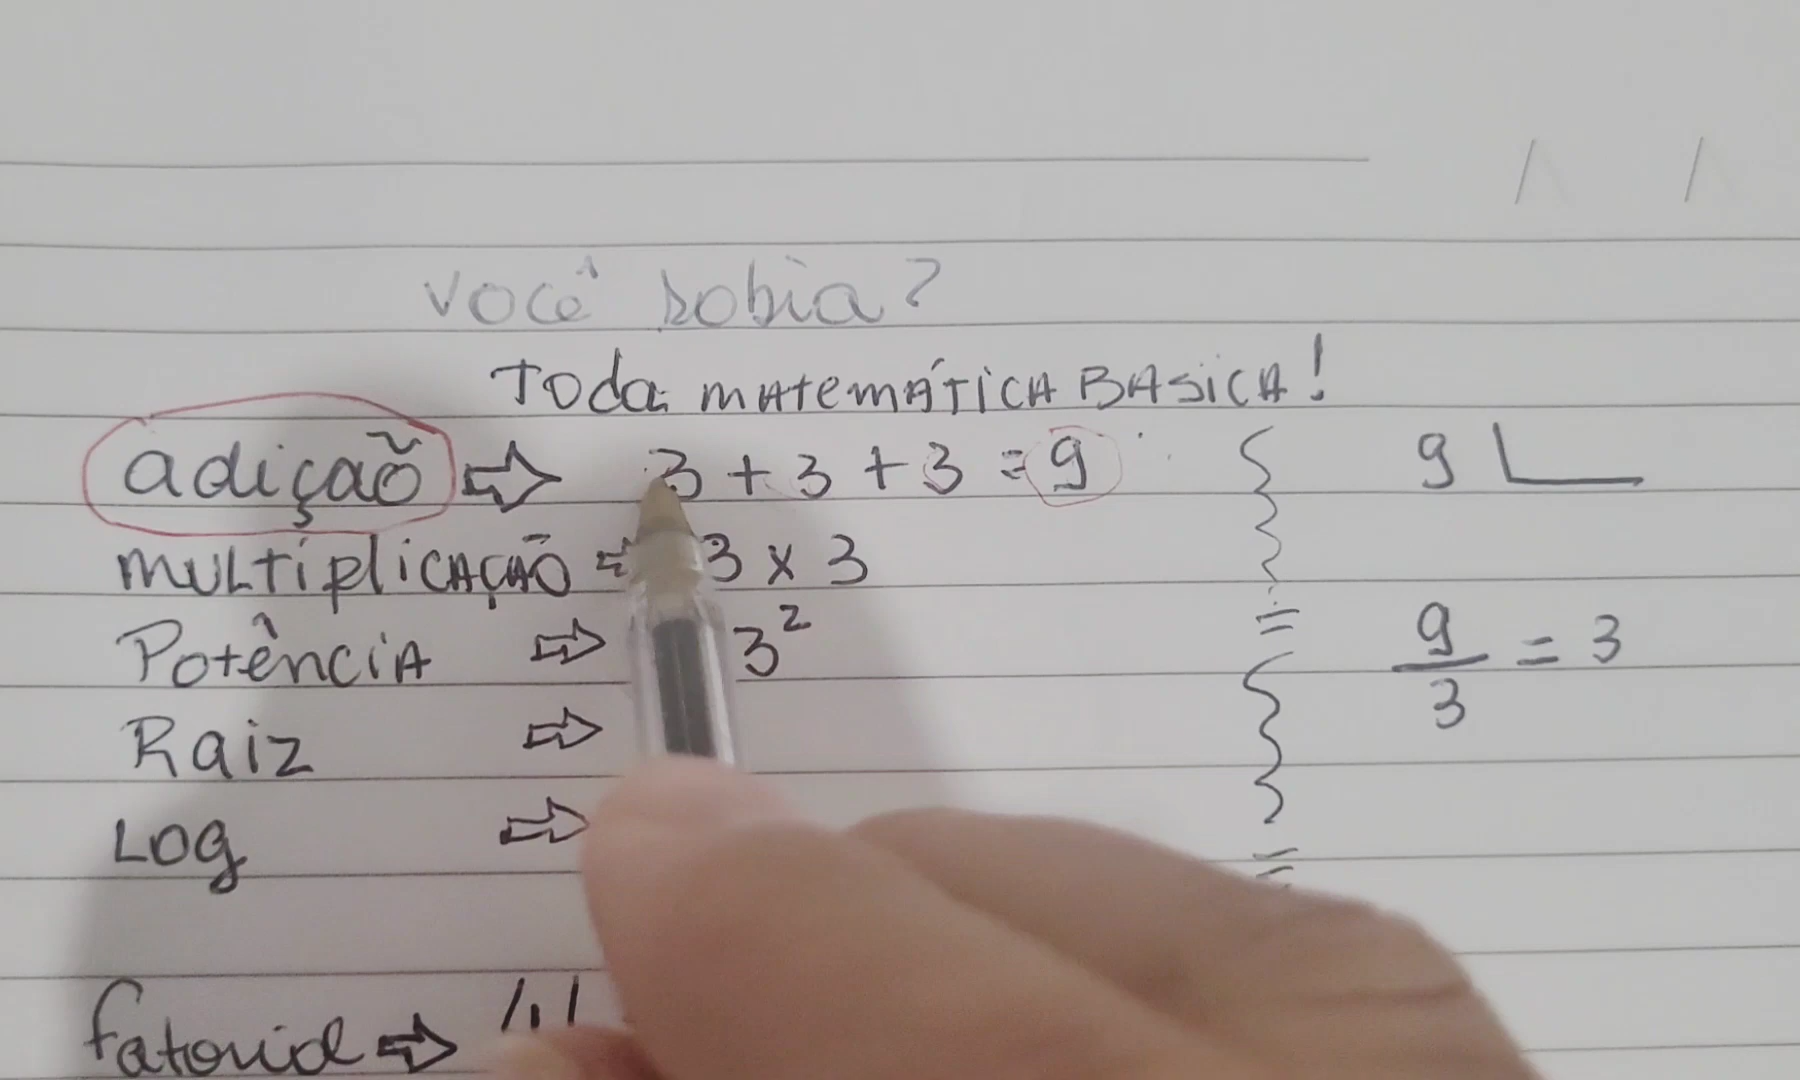 você sabia?
Toda matemática Basica!
adição ⇨ 3 + 3 + 3 = 9
multiplicação ⇨ 3 x 3
Potência ⇨ 3²
Raiz ⇨
Log ⇨
fatorial ⇨
9
9/3 = 3